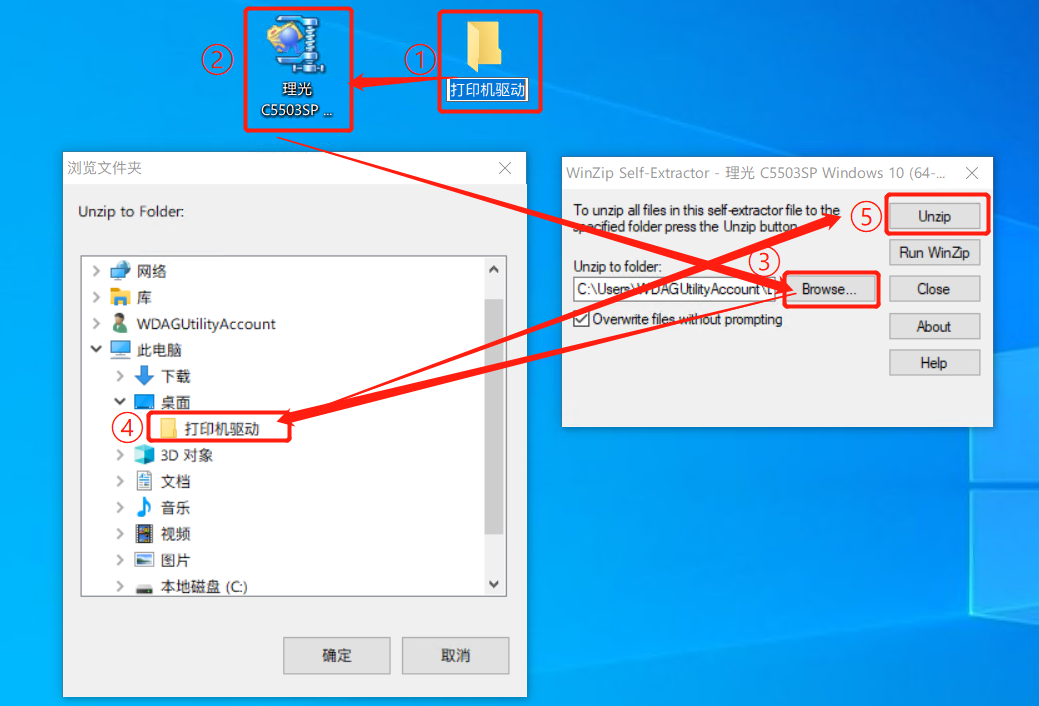 ②
理光
C5503SP ...
①
打印机驱动
浏览文件夹
Unzip to Folder:
网络
库
WDAGUtilityAccount
此电脑
下载
桌面
④
打印机驱动
3D 对象
文档
音乐
视频
图片
本地磁盘 (C:)
确定
取消
WinZip Self-Extractor - 理光 C5503SP Windows 10 (64-...
To unzip all files in this self-extractor file to the
specified folder press the Unzip button.
⑤
Unzip
Run WinZip
③
Unzip to folder:
C:\Users\WDAGUtilityAccount\
Browse...
Close
Overwrite files without prompting
About
Help